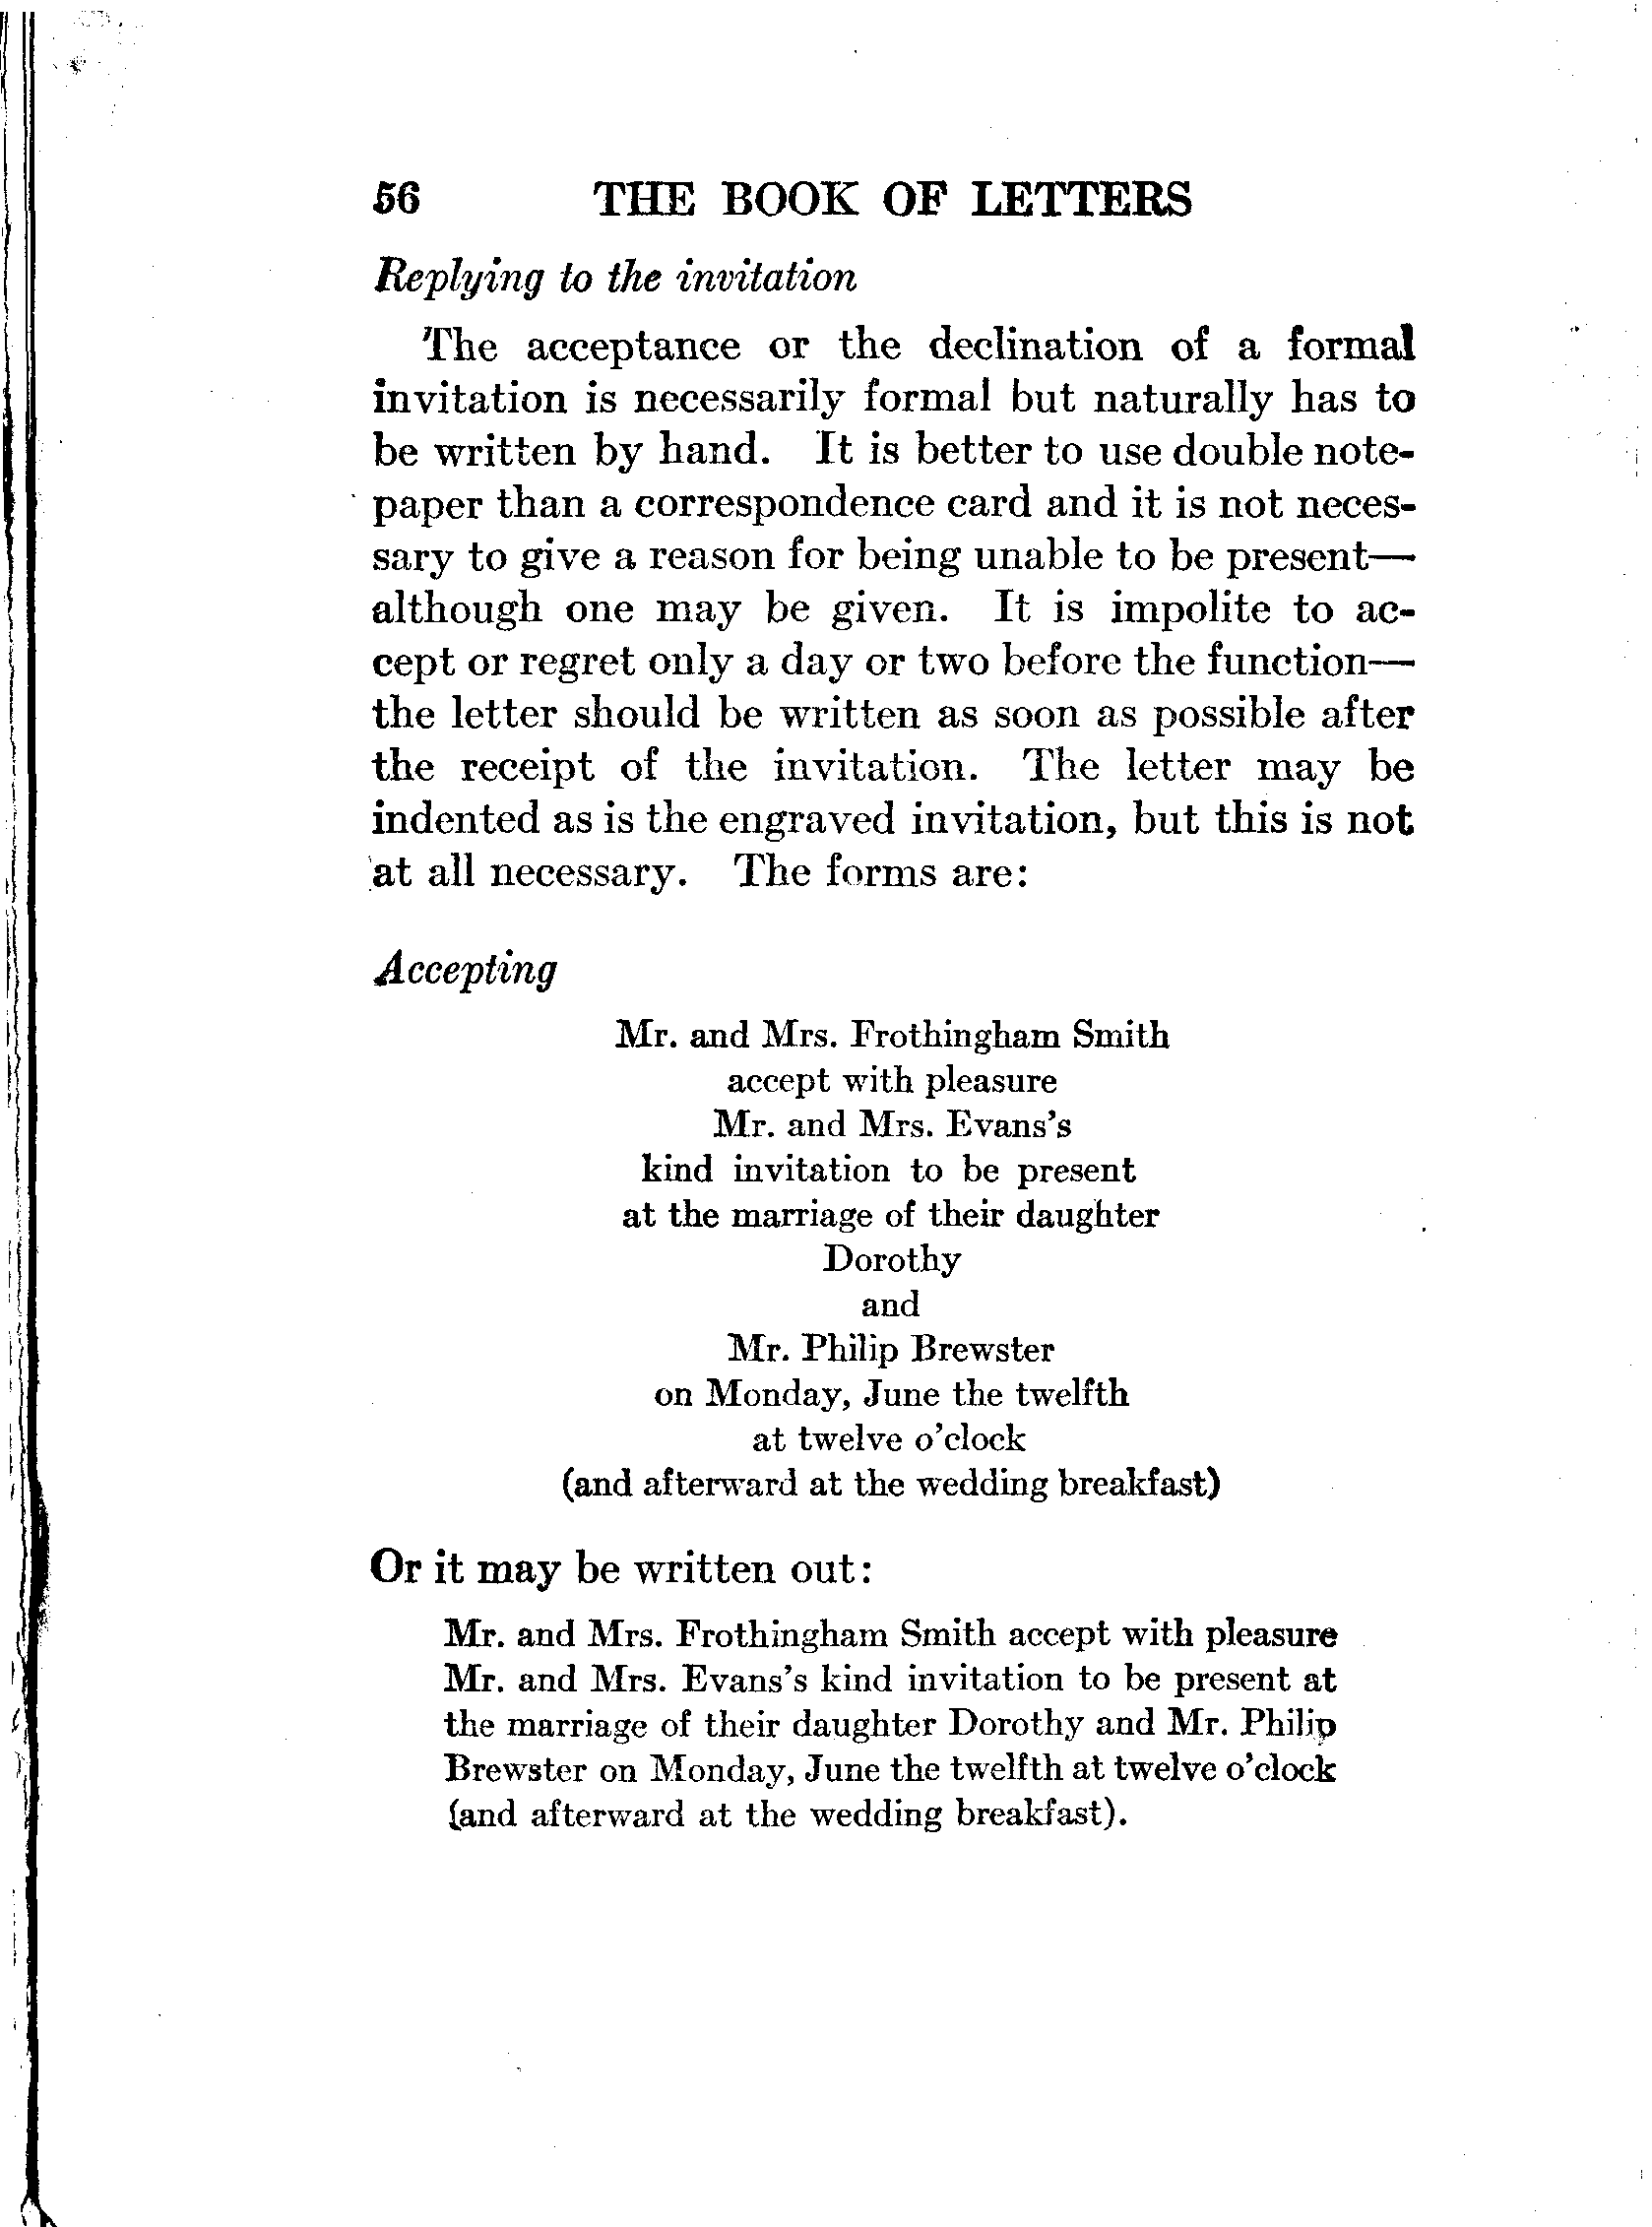 56 THE BOOK OF LETTERS
Replying to the invitation
The acceptance or the declination of a formal
invitation is necessarily formal but naturally has to
be written by hand. It is better to use double note-
paper than a correspondence card and it is not neces-
sary to give a reason for being unable to be present—
although one may be given. It is impolite to ac-
cept or regret only a day or two before the function—
the letter should be written as soon as possible after
the receipt of the invitation. The letter may be
indented as is the engraved invitation, but this is not
at all necessary. The forms are:
Accepting
Mr. and Mrs. Frothingham Smith
accept with pleasure
Mr. and Mrs. Evans's
kind invitation to be present
at the marriage of their daughter
Dorothy
and
Mr. Philip Brewster
on Monday, June the twelfth
at twelve o'clock
(and afterward at the wedding breakfast)
Or it may be written out:
Mr. and Mrs. Frothingham Smith accept with pleasure
Mr. and Mrs. Evans's kind invitation to be present at
the marriage of their daughter Dorothy and Mr. Philip
Brewster on Monday, June the twelfth at twelve o'clock
(and afterward at the wedding breakfast).